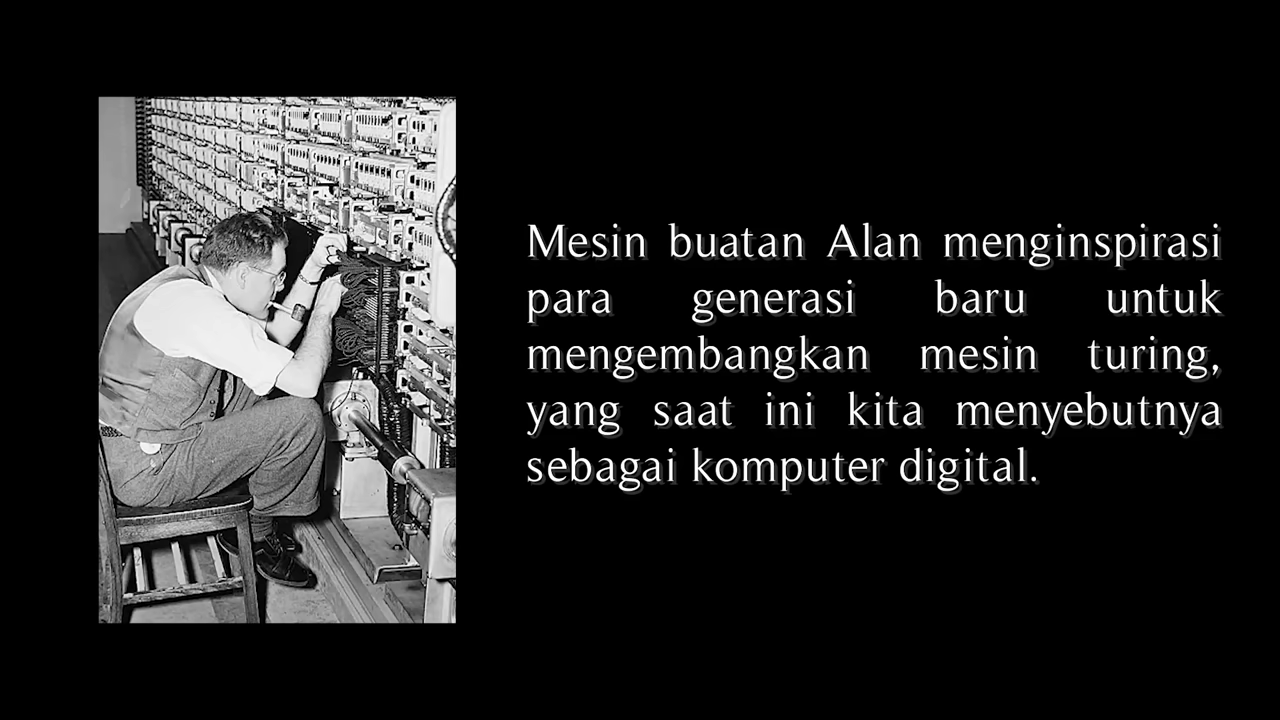 Mesin buatan Alan menginspirasi
para generasi baru untuk
mengembangkan mesin turing,
yang saat ini kita menyebutnya
sebagai komputer digital.